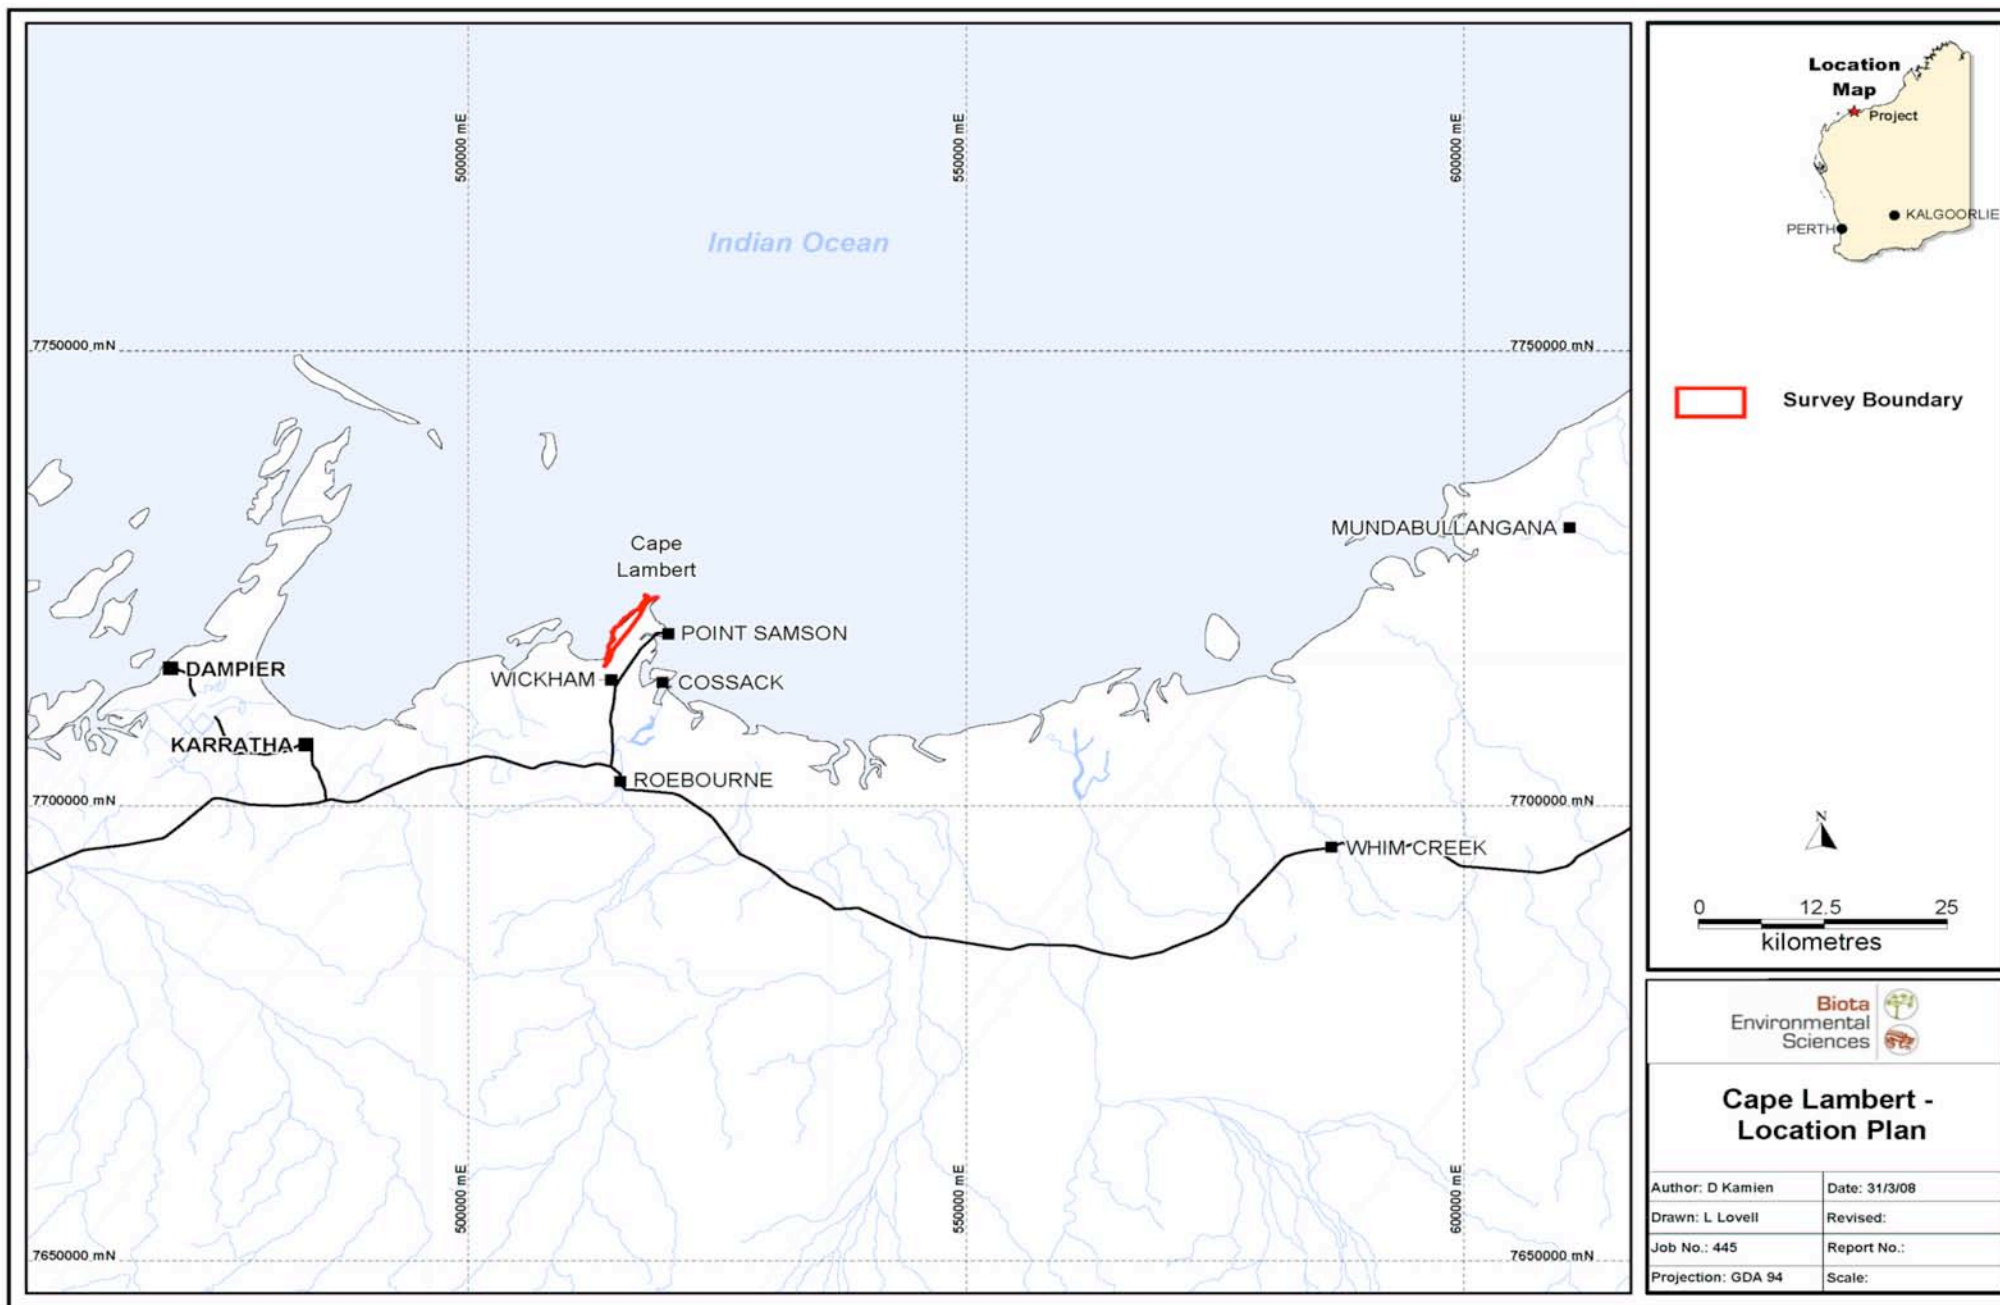 500000 mE
550000 mE
600000 mE
Indian Ocean
7750000 mN
7750000 mN
MUNDABULLANGANA
Cape
Lambert
POINT SAMSON
DAMPIER
WICKHAM
COSSACK
KARRATHA
ROEBOURNE
7700000 mN
7700000 mN
WHIM CREEK
500000 mE
550000 mE
600000 mE
7650000 mN
7650000 mN
Location
Map
Project
KALGOORLIE
PERTH
Survey Boundary
N
0 12.5 25
kilometres
Biota
Environmental
Sciences
Cape Lambert -
Location Plan
Author: D Kamien
Date: 31/3/08
Drawn: L Lovell
Revised:
Job No.: 445
Report No.:
Projection: GDA 94
Scale: